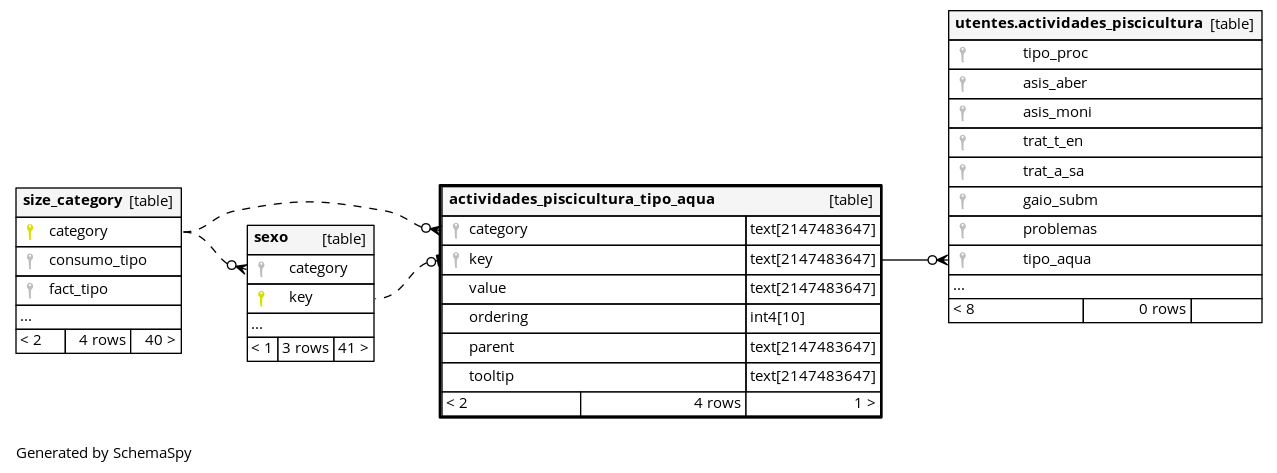 size_category [table]
category
consumo_tipo
fact_tipo
...
< 2 4 rows 40 >
sexo [table]
category
key
...
< 1 3 rows 41 >
actividades_piscicultura_tipo_aqua [table]
category text[2147483647]
key text[2147483647]
value text[2147483647]
ordering int4[10]
parent text[2147483647]
tooltip text[2147483647]
< 2 4 rows 1 >
utentes.actividades_piscicultura [table]
tipo_proc
asis_aber
asis_moni
trat_t_en
trat_a_sa
gaio_subm
problemas
tipo_aqua
...
< 8 0 rows
Generated by SchemaSpy